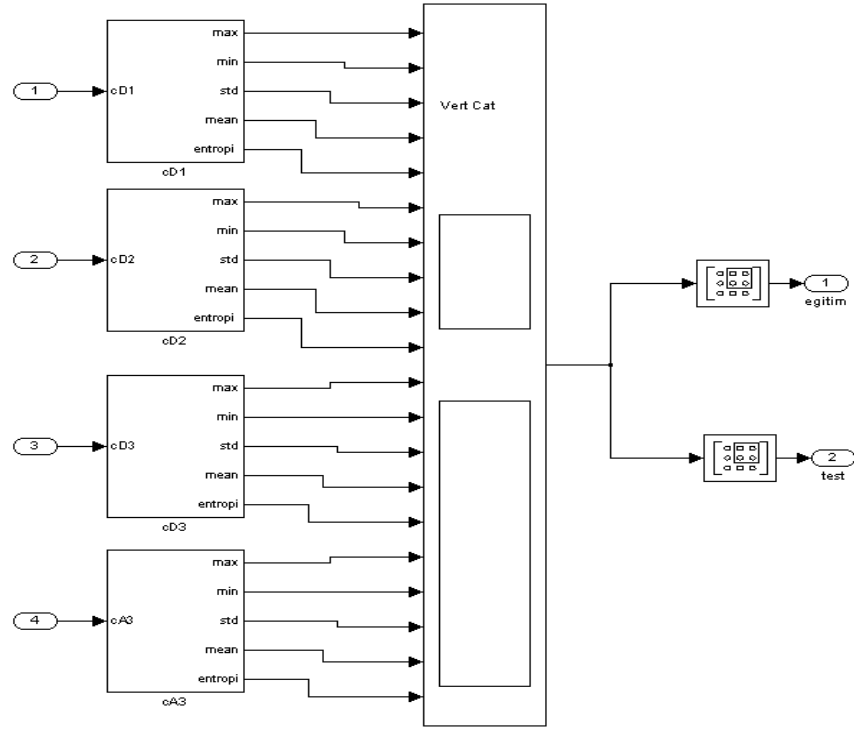 max
min
1
cD1
std
Vert Cat
mean
entropi
cD1
max
min
2
cD2
std
mean
entropi
cD2
1
egitim
max
min
3
cD3
std
mean
entropi
cD3
2
test
max
min
4
cA3
std
mean
entropi
cA3